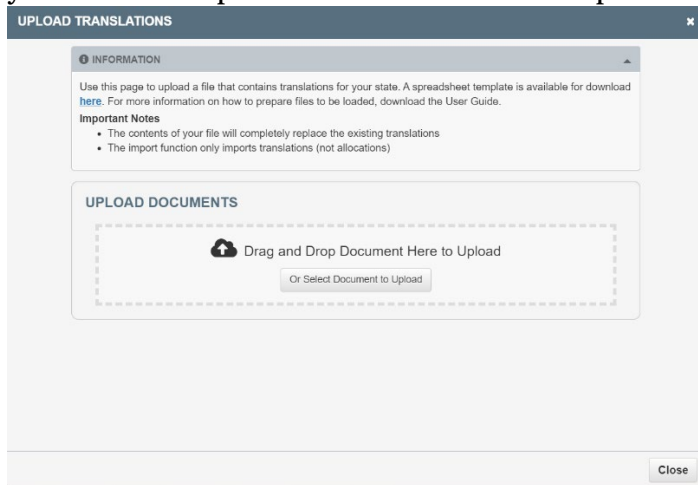 UPLOAD TRANSLATIONS
INFORMATION
Use this page to upload a file that contains translations for your state. A spreadsheet template is available for download
here. For more information on how to prepare files to be loaded, download the User Guide.
Important Notes
• The contents of your file will completely replace the existing translations
• The import function only imports translations (not allocations)
UPLOAD DOCUMENTS
Drag and Drop Document Here to Upload
Or Select Document to Upload
Close